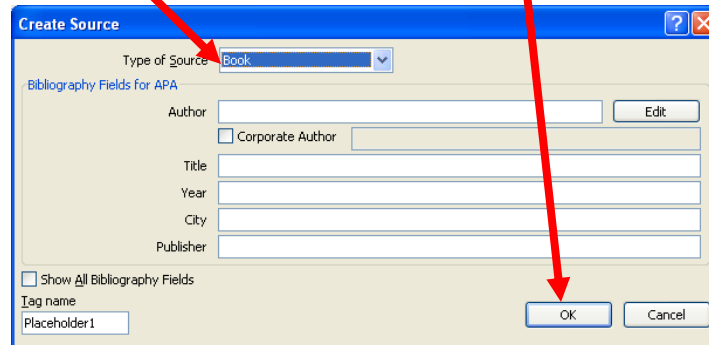 Create Source
Type of Source Book
Bibliography Fields for APA
Author Edit
Corporate Author
Title
Year
City
Publisher
Show All Bibliography Fields
Tag name
Placeholder1 OK Cancel